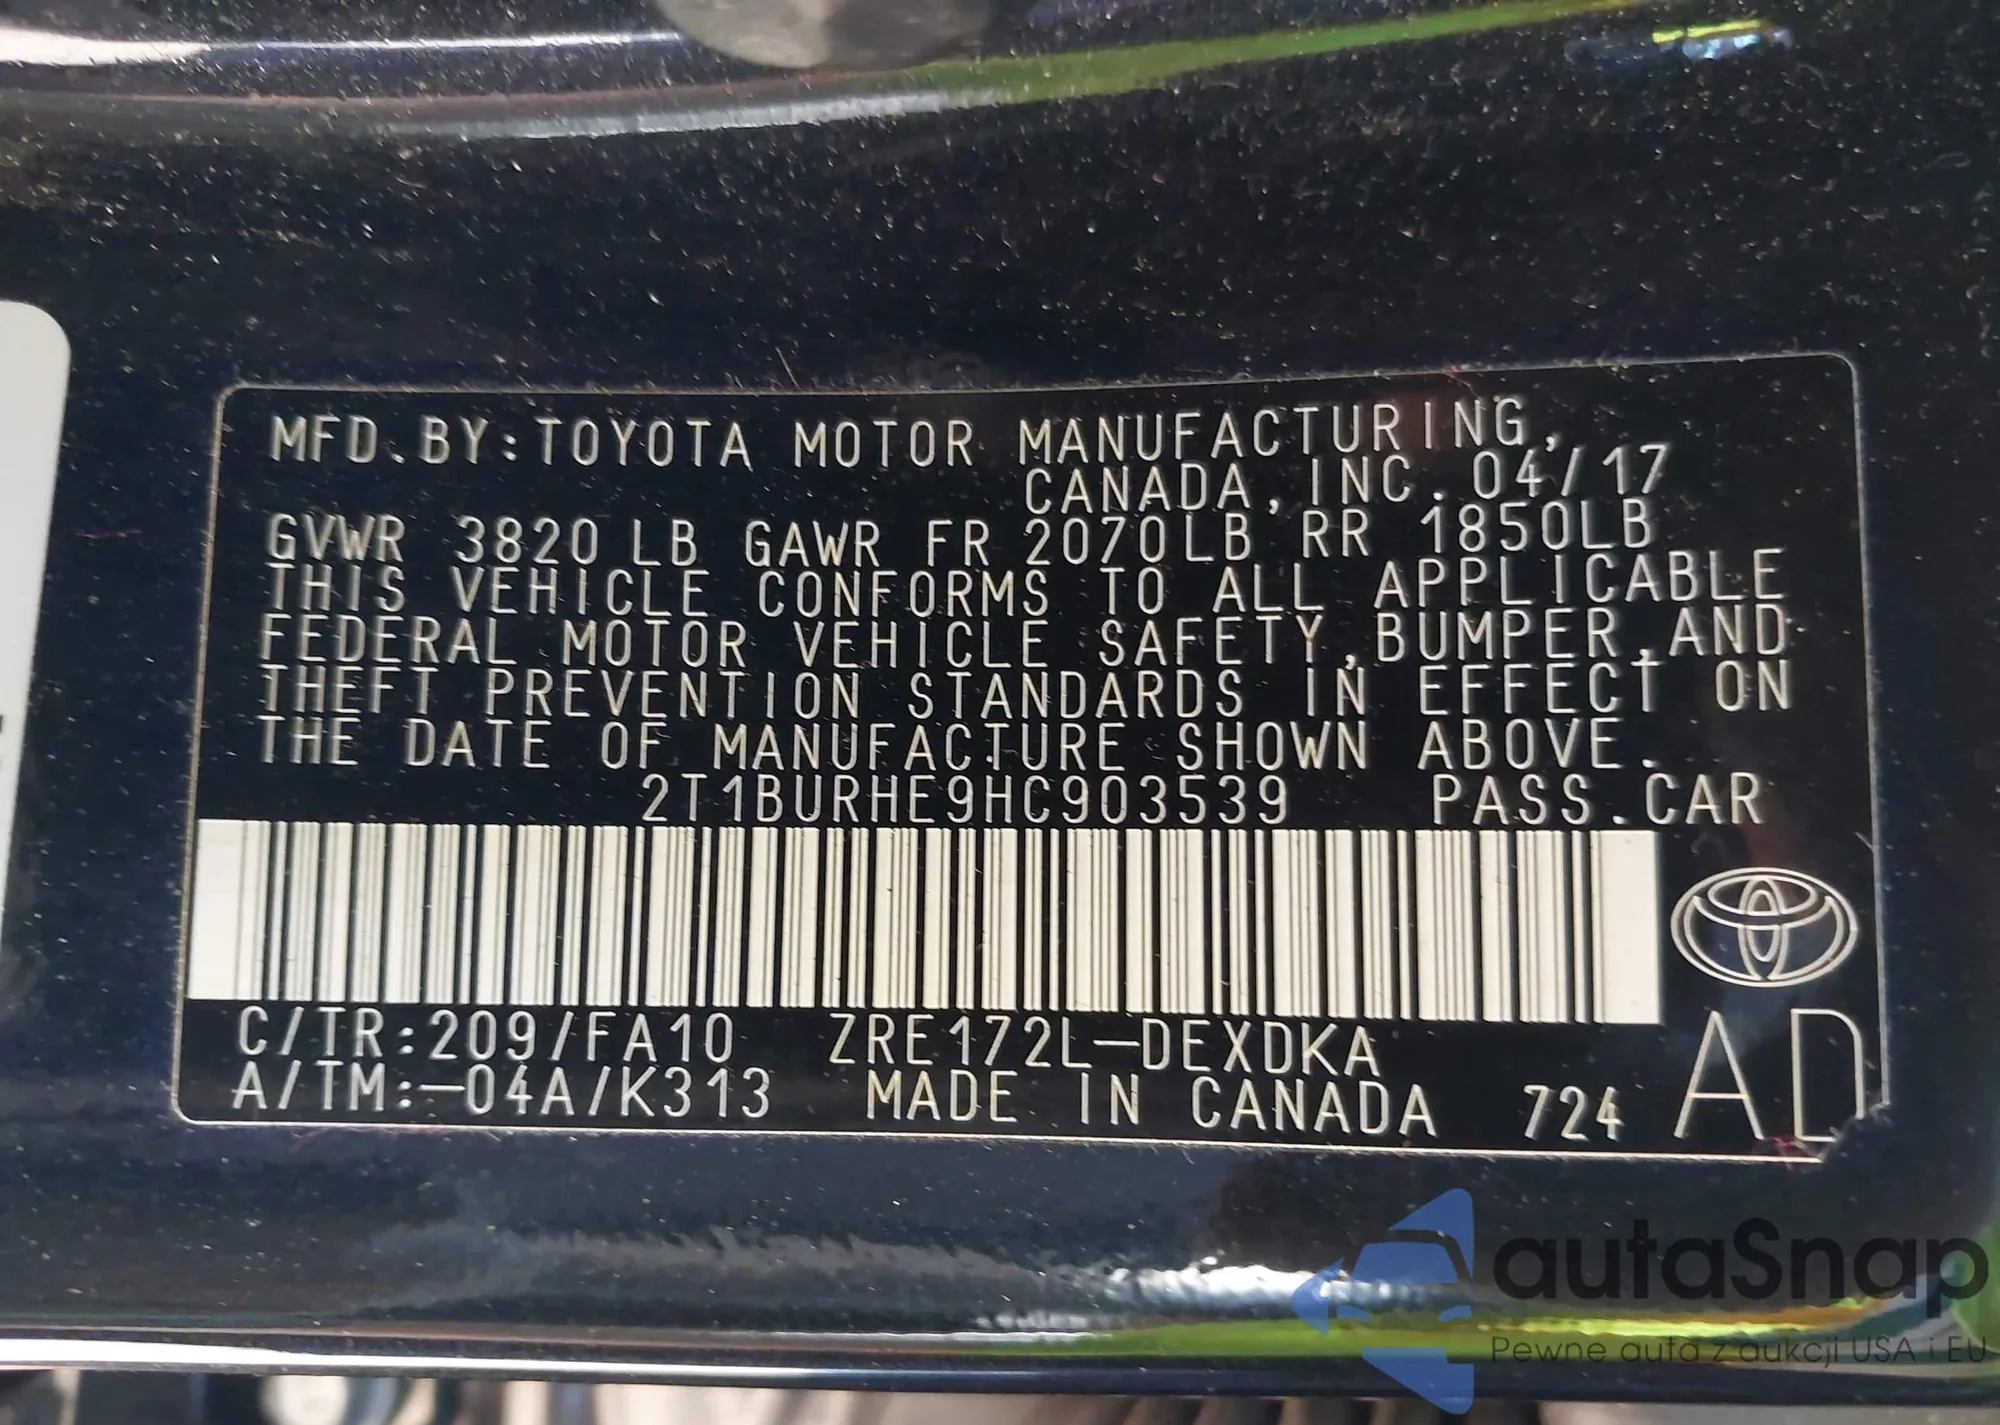 MFD.BY:TOYOTA MOTOR MANUFACTURING,
CANADA,INC. 04/17
GVWR 3820LB GAWR FR 2070LB RR 1850LB
THIS VEHICLE CONFORMS TO ALL APPLICABLE
FEDERAL MOTOR VEHICLE SAFETY,BUMPER,AND
THEFT PREVENTION STANDARDS IN EFFECT ON
THE DATE OF MANUFACTURE SHOWN ABOVE.
2T1BURHE9HC903539 PASS.CAR
C/TR:209/FA10 ZRE172L-DEXDKA
A/TM:-04A/K313 MADE IN CANADA 724 AD
autaSnap
Pewne auta z aukcji USA i EU